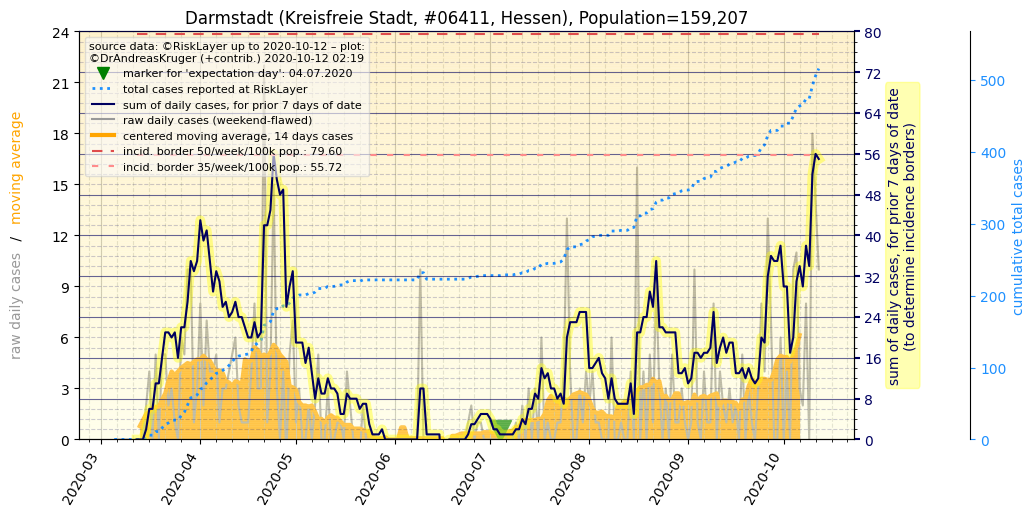 Darmstadt (Kreisfreie Stadt, #06411, Hessen), Population=159,207
source data: ©RiskLayer up to 2020-10-12 – plot:
©DrAndreasKruger (+contrib.) 2020-10-12 02:19
marker for 'expectation day': 04.07.2020
total cases reported at RiskLayer
sum of daily cases, for prior 7 days of date
raw daily cases (weekend-flawed)
centered moving average, 14 days cases
incid. border 50/week/100k pop.: 79.60
incid. border 35/week/100k pop.: 55.72
raw daily cases / moving average
24
21
18
15
12
9
6
3
0
80
72
64
56
48
40
32
24
16
8
0
sum of daily cases, for prior 7 days of date
(to determine incidence borders)
500
400
300
200
100
0
cumulative total cases
2020-03
2020-04
2020-05
2020-06
2020-07
2020-08
2020-09
2020-10